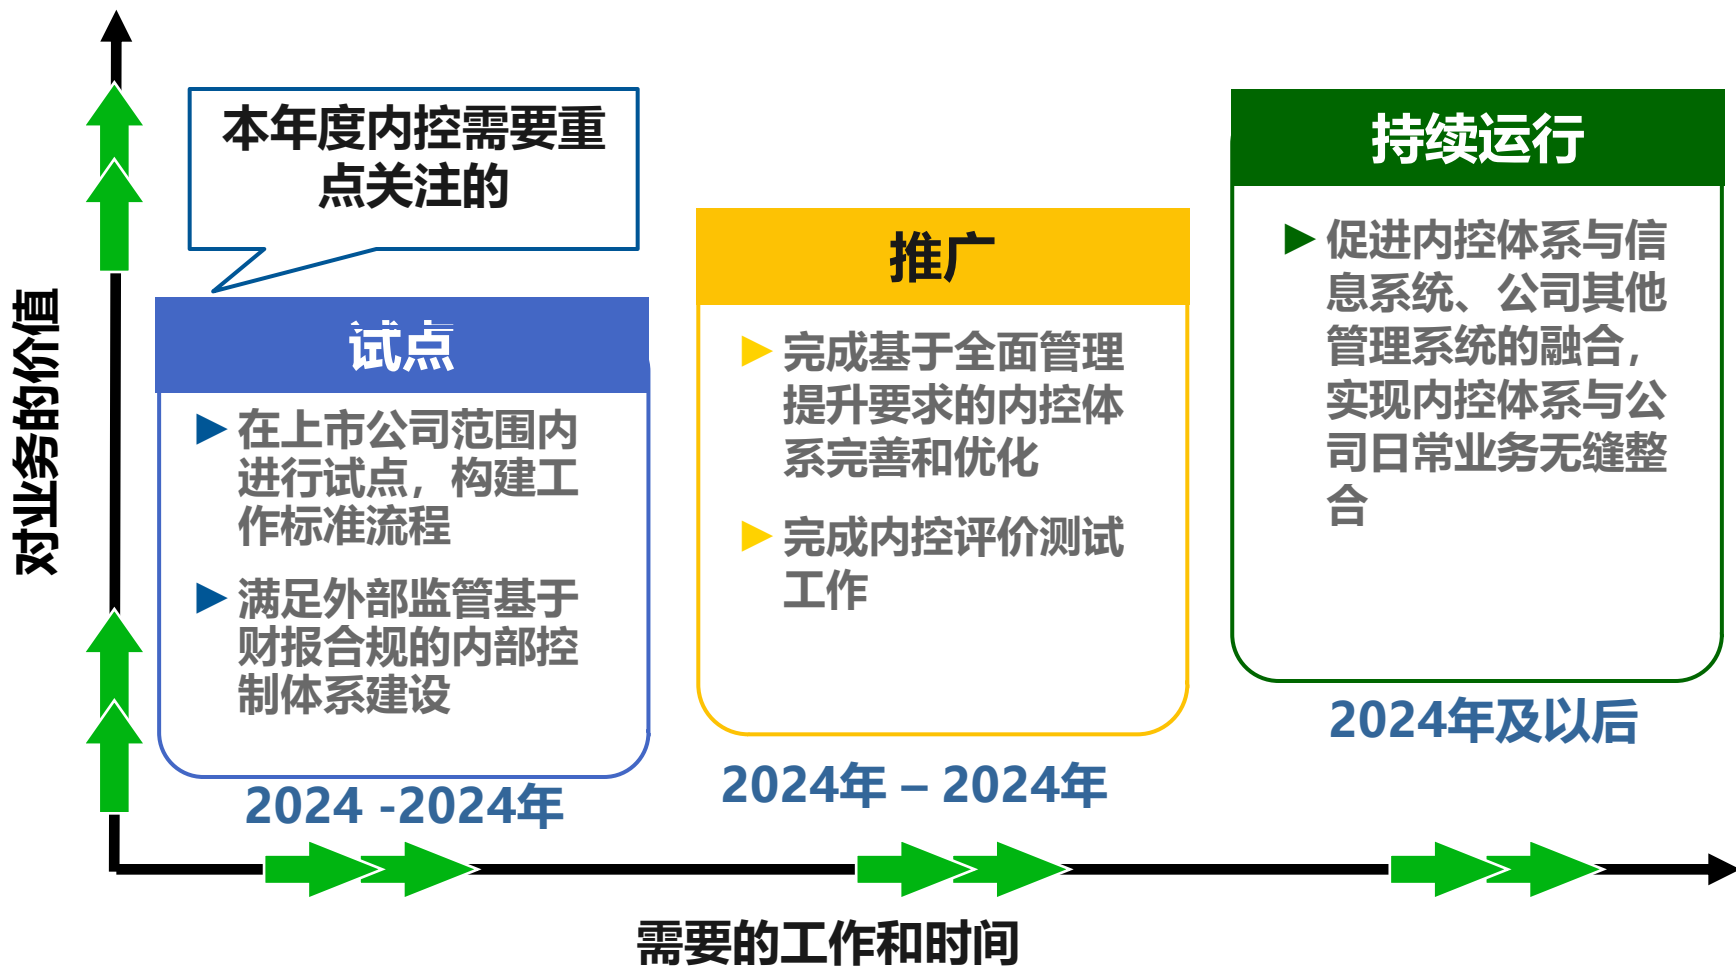 对业务的价值
本年度内控需要重
点关注的
试点
在上市公司范围内
进行试点，构建工
作标准流程
满足外部监管基于
财报合规的内部控
制体系建设
2024 -2024年
推广
完成基于全面管理
提升要求的内控体
系完善和优化
完成内控评价测试
工作
2024年 – 2024年
持续运行
促进内控体系与信
息系统、公司其他
管理系统的融合，
实现内控体系与公
司日常业务无缝整
合
2024年及以后
需要的工作和时间